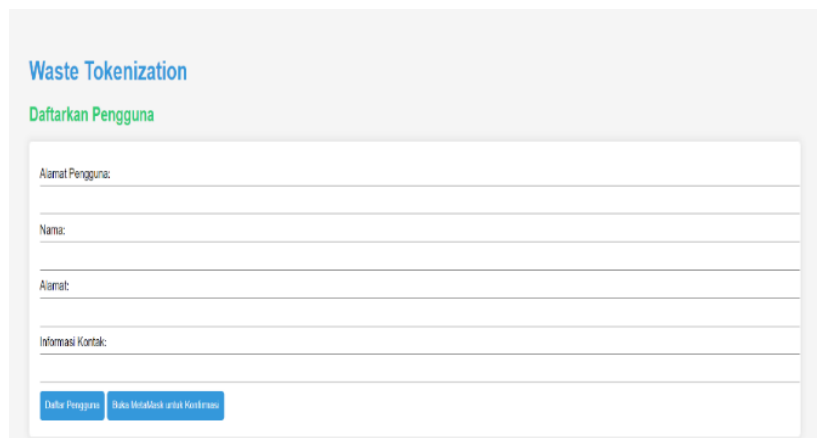 Waste Tokenization
Daftarkan Pengguna
Alamat Pengguna:
Nama:
Alamat:
Informasi Kontak:
Daftar Pengguna Buka MetaMask untuk Konfirmasi